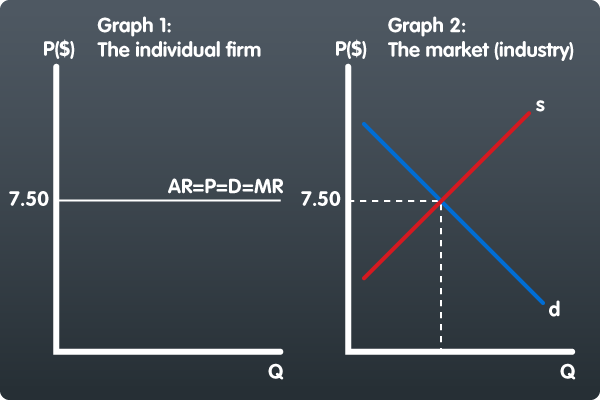 Graph 1:
The individual firm
P($)
AR=P=D=MR
7.50
Q
Graph 2:
The market (industry)
P($)
s
7.50
d
Q